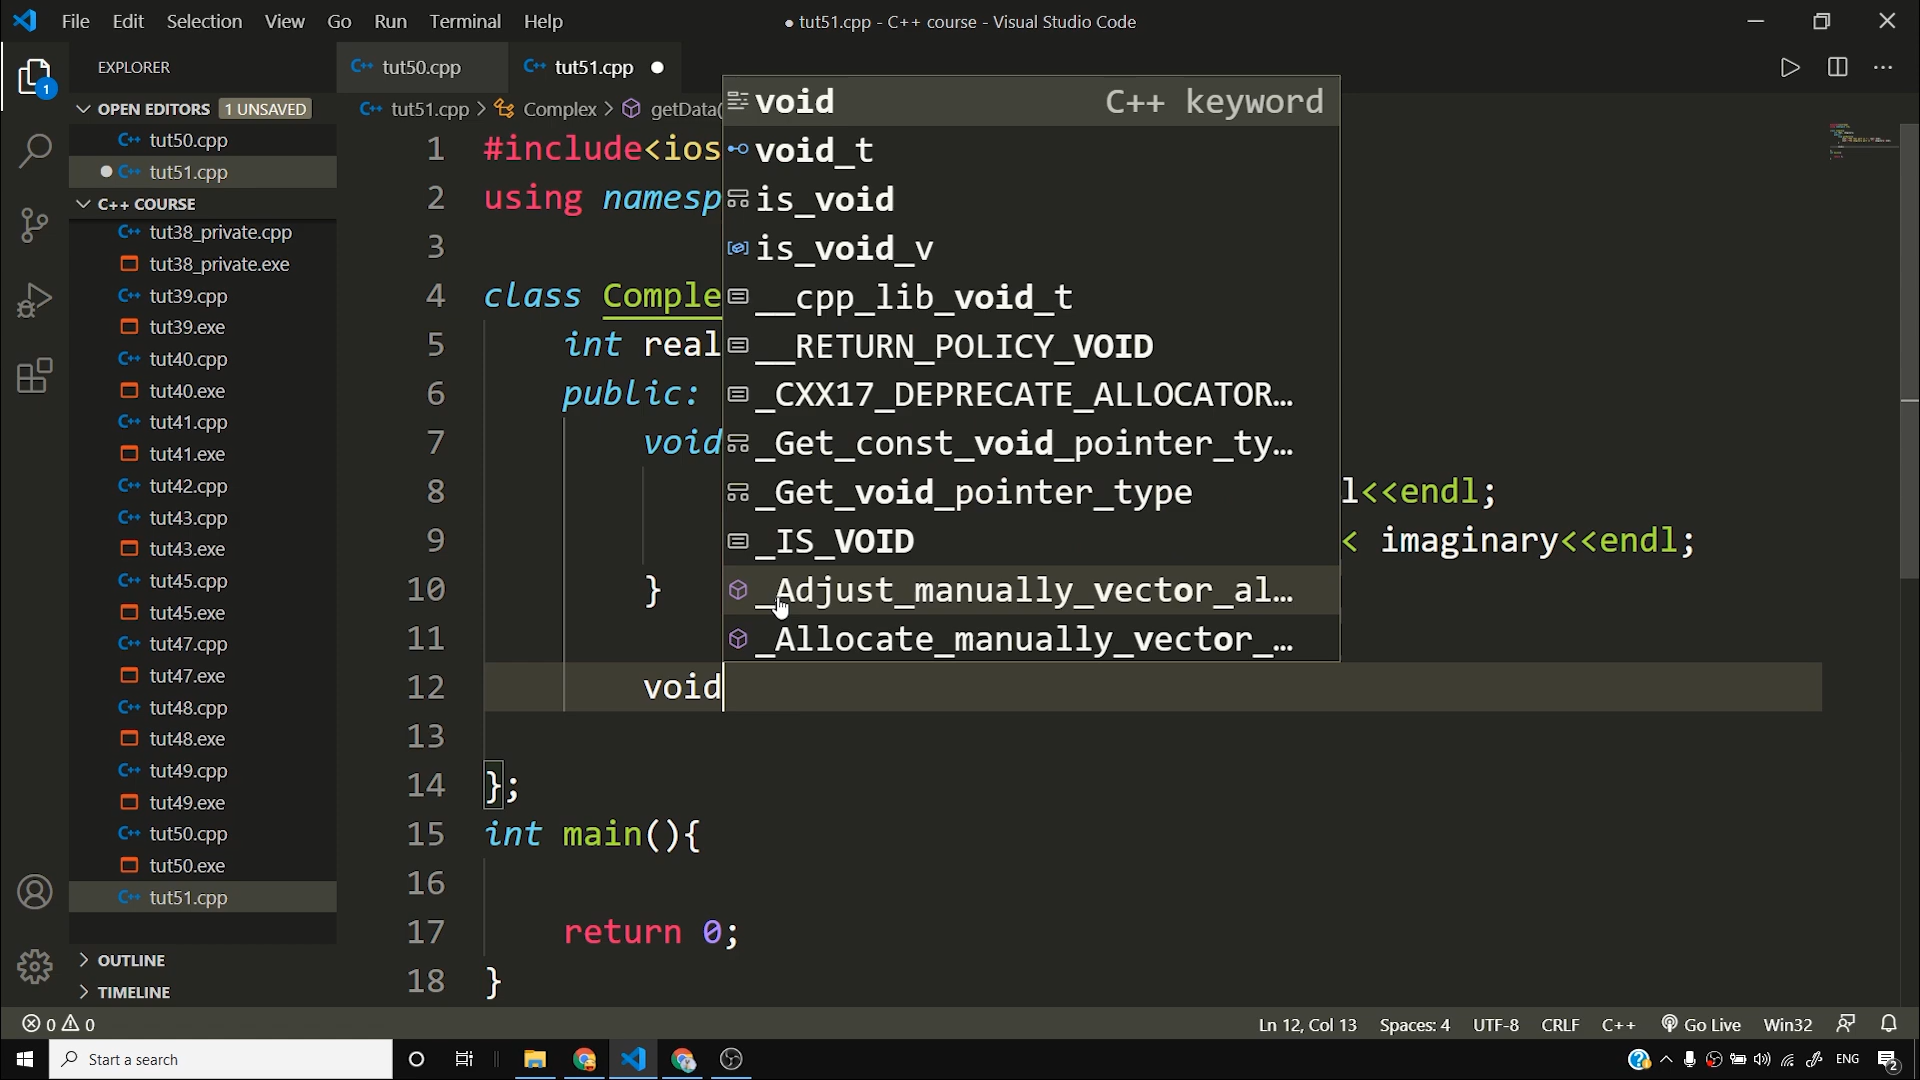 File Edit Selection View Go Run Terminal Help
● tut51.cpp - C++ course - Visual Studio Code
EXPLORER
OPEN EDITORS 1 UNSAVED
tut50.cpp
tut51.cpp
C++ COURSE
tut38_private.cpp
tut38_private.exe
tut39.cpp
tut39.exe
tut40.cpp
tut40.exe
tut41.cpp
tut41.exe
tut42.cpp
tut43.cpp
tut43.exe
tut45.cpp
tut45.exe
tut47.cpp
tut47.exe
tut48.cpp
tut48.exe
tut49.cpp
tut49.exe
tut50.cpp
tut50.exe
tut51.cpp
OUTLINE
TIMELINE
1
tut50.cpp tut51.cpp ●
tut51.cpp > Complex > getData(
1 #include<ios
2 using namesp
3
4 class Comple
5 int real
6 public:
7 void
8 l<<endl;
9 < imaginary<<endl;
10 }
11
12 void
13
14 };
15 int main(){
16
17 return 0;
18 }
void C++ keyword
void_t
is_void
is_void_v
__cpp_lib_void_t
__RETURN_POLICY_VOID
_CXX17_DEPRECATE_ALLOCATOR…
_Get_const_void_pointer_ty…
_Get_void_pointer_type
_IS_VOID
_Adjust_manually_vector_al…
_Allocate_manually_vector_…
0 0
Ln 12, Col 13 Spaces: 4 UTF-8 CRLF C++ Go Live Win32
Start a search
ENG
2